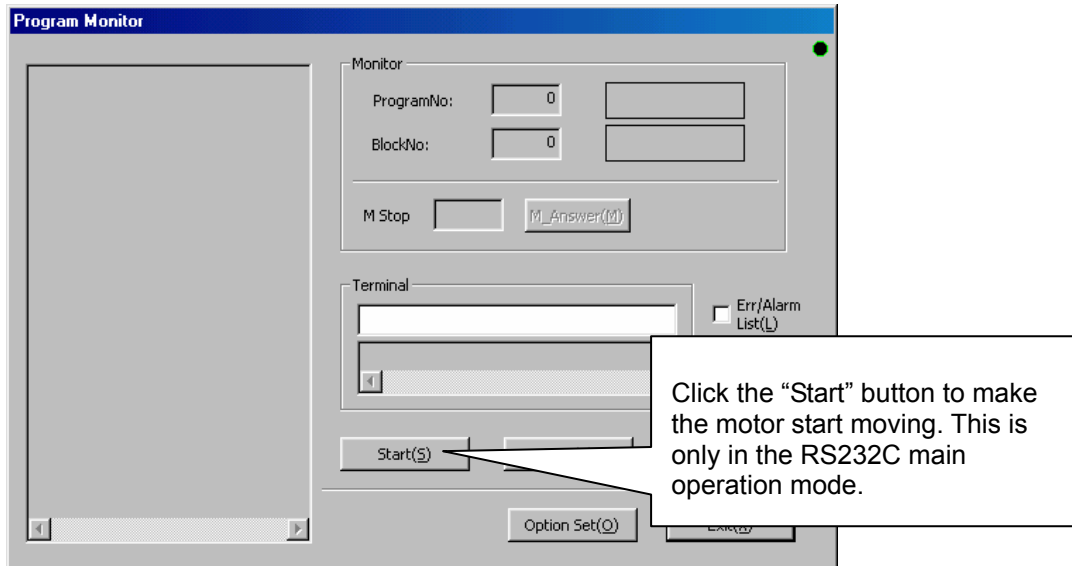 Program Monitor
Monitor
ProgramNo: 0
BlockNo: 0
M Stop M_Answer(M)
Terminal
Err/Alarm
List(L)
Click the “Start” button to make
the motor start moving. This is
only in the RS232C main
operation mode.
Start(S)
Option Set(O)